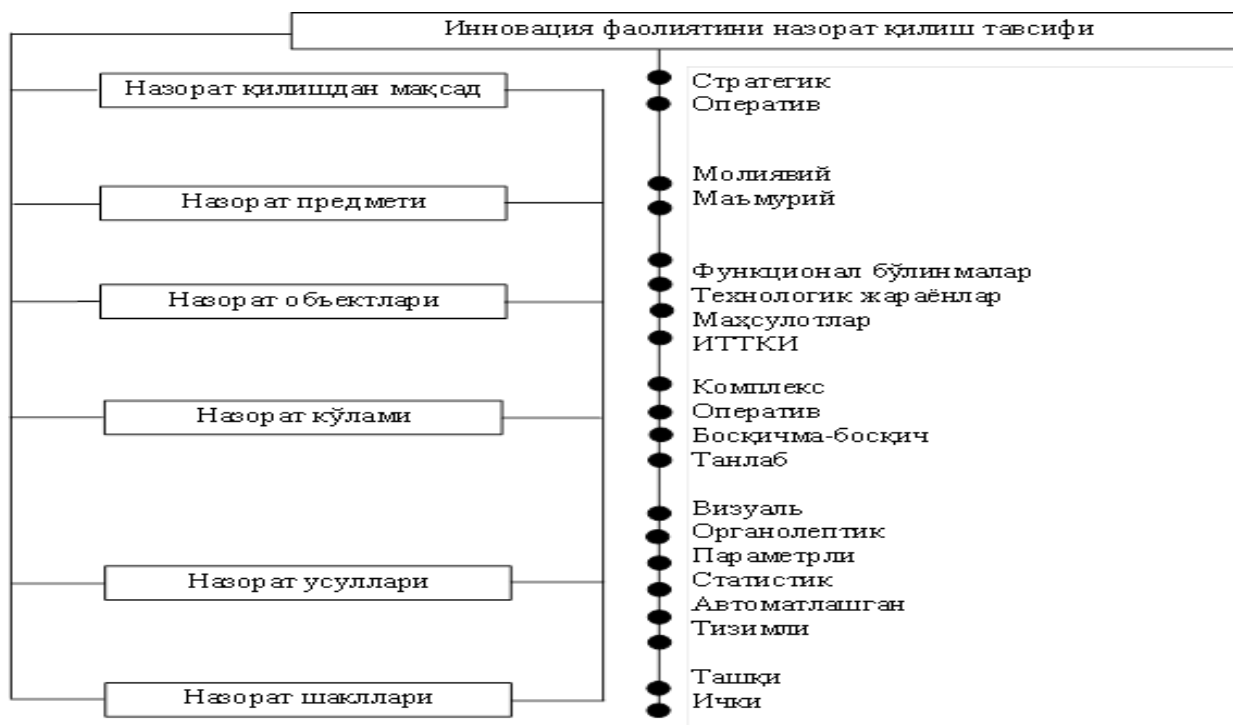 Инновация фаолиятини назорат қилиш тавсифи
Назорат қилишдан мақсад
Стратегик
Оператив
Назорат предмети
Молиявий
Маъмурий
Назорат объектлари
Функционал бўлинмалар
Технологик жараёнлар
Маҳсулотлар
ИТТКИ
Назорат кўлами
Комплекс
Оператив
Босқичма-босқич
Танлаб
Назорат усуллари
Визуаль
Органолептик
Параметрли
Статистик
Автоматлашган
Тизимли
Назорат шакллари
Ташқи
Ички